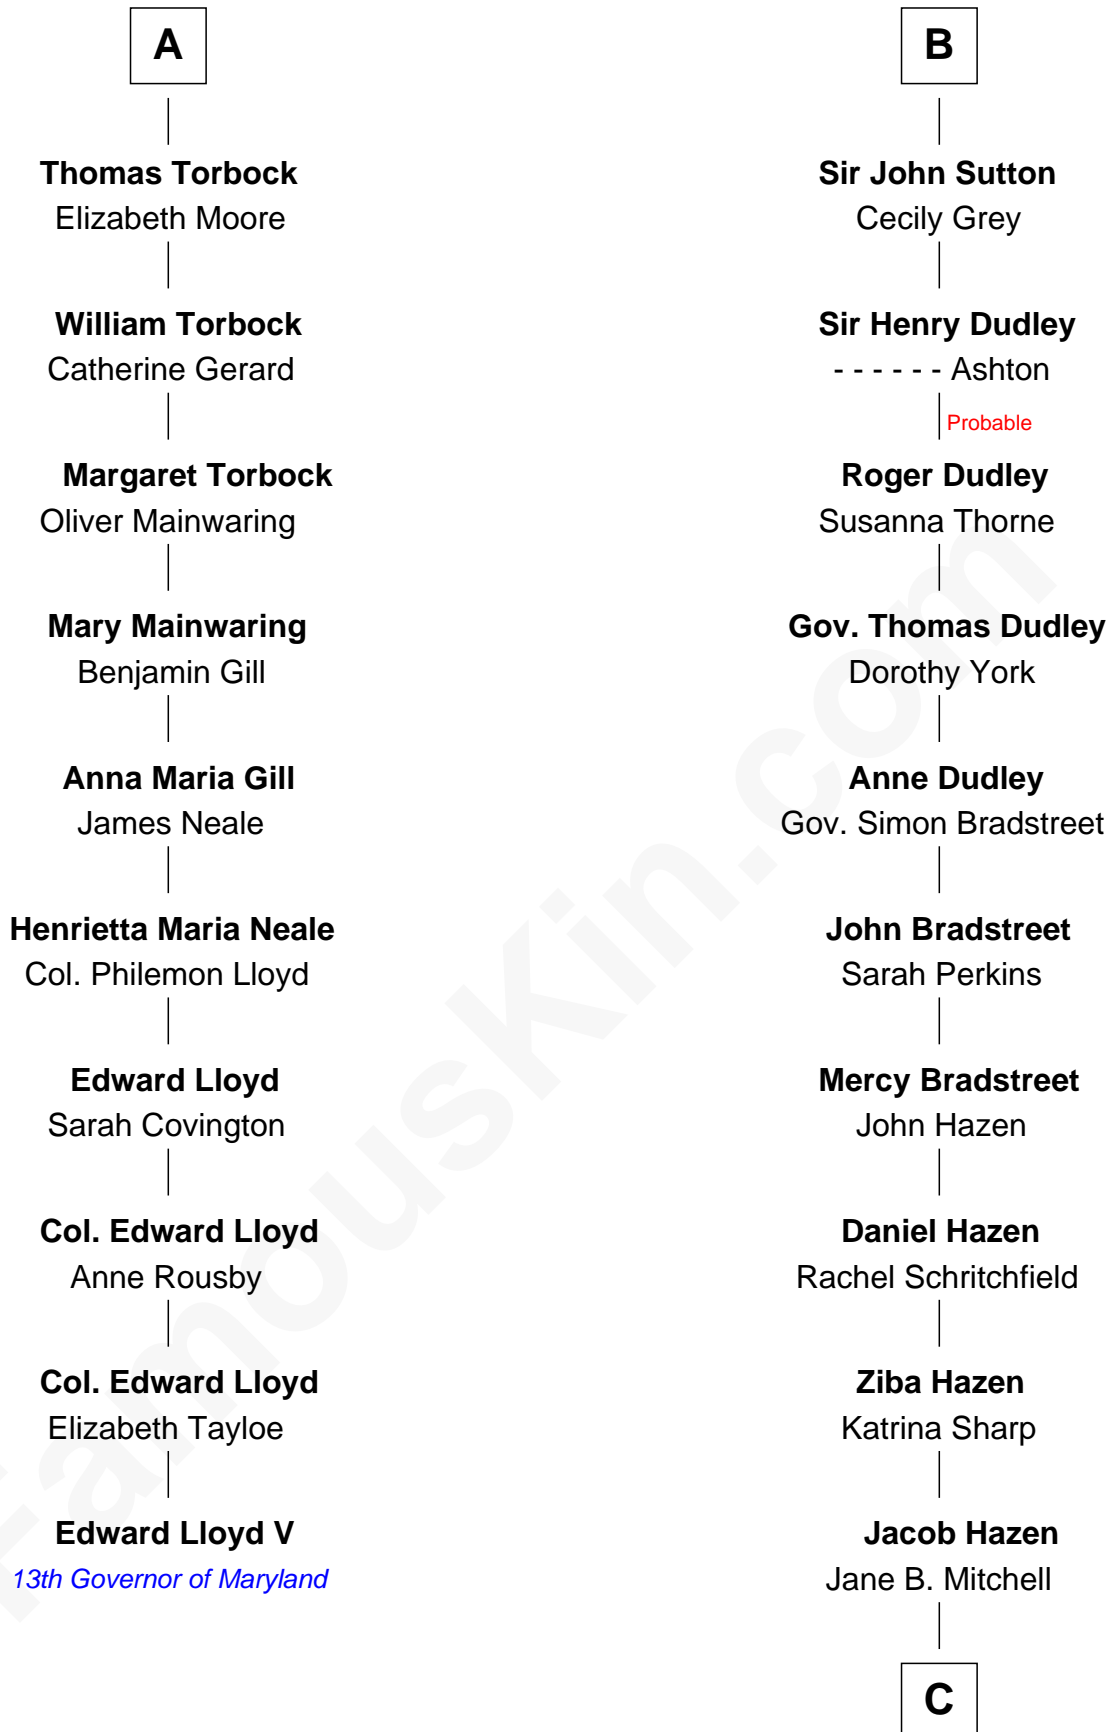 A
Thomas Torbock
Elizabeth Moore
William Torbock
Catherine Gerard
Margaret Torbock
Oliver Mainwaring
Mary Mainwaring
Benjamin Gill
Anna Maria Gill
James Neale
Henrietta Maria Neale
Col. Philemon Lloyd
Edward Lloyd
Sarah Covington
Col. Edward Lloyd
Anne Rousby
Col. Edward Lloyd
Elizabeth Tayloe
Edward Lloyd V
13th Governor of Maryland
B
Sir John Sutton
Cecily Grey
Sir Henry Dudley
- - - - - - Ashton
Probable
Roger Dudley
Susanna Thorne
Gov. Thomas Dudley
Dorothy York
Anne Dudley
Gov. Simon Bradstreet
John Bradstreet
Sarah Perkins
Mercy Bradstreet
John Hazen
Daniel Hazen
Rachel Schritchfield
Ziba Hazen
Katrina Sharp
Jacob Hazen
Jane B. Mitchell
C
FamousKin.com